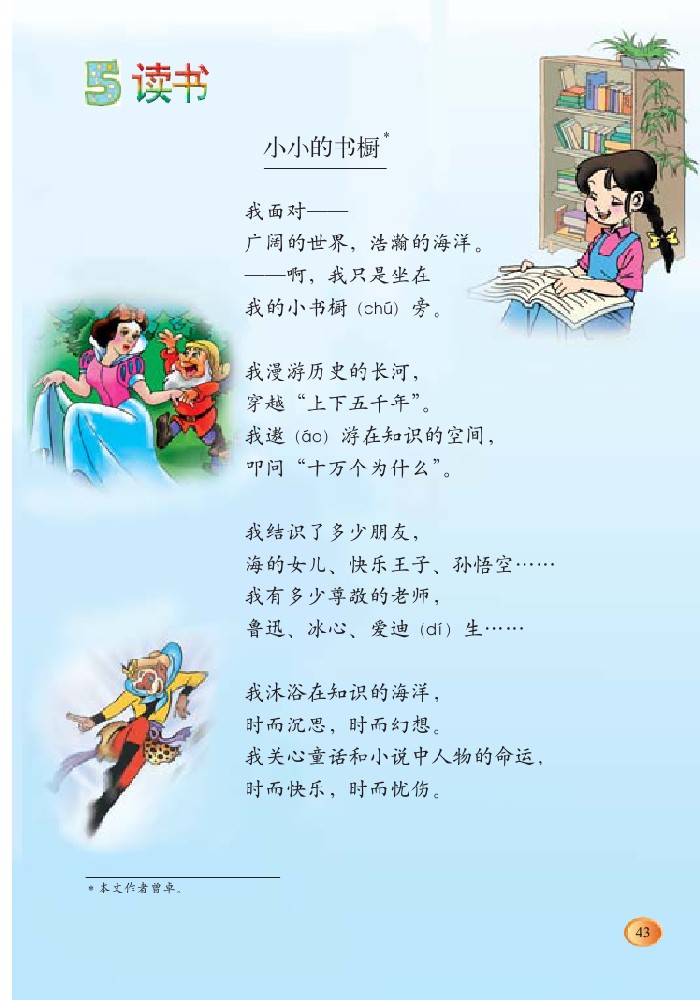 5 读书
小小的书橱*
我面对——
广阔的世界，浩瀚的海洋。
——啊，我只是坐在
我的小书橱（chú）旁。
我漫游历史的长河，
穿越“上下五千年”。
我遨（áo）游在知识的空间，
叩问“十万个为什么”。
我结识了多少朋友，
海的女儿、快乐王子、孙悟空……
我有多少尊敬的老师，
鲁迅、冰心、爱迪（dí）生……
我沐浴在知识的海洋，
时而沉思，时而幻想。
我关心童话和小说中人物的命运，
时而快乐，时而忧伤。
* 本文作者曾卓。
43